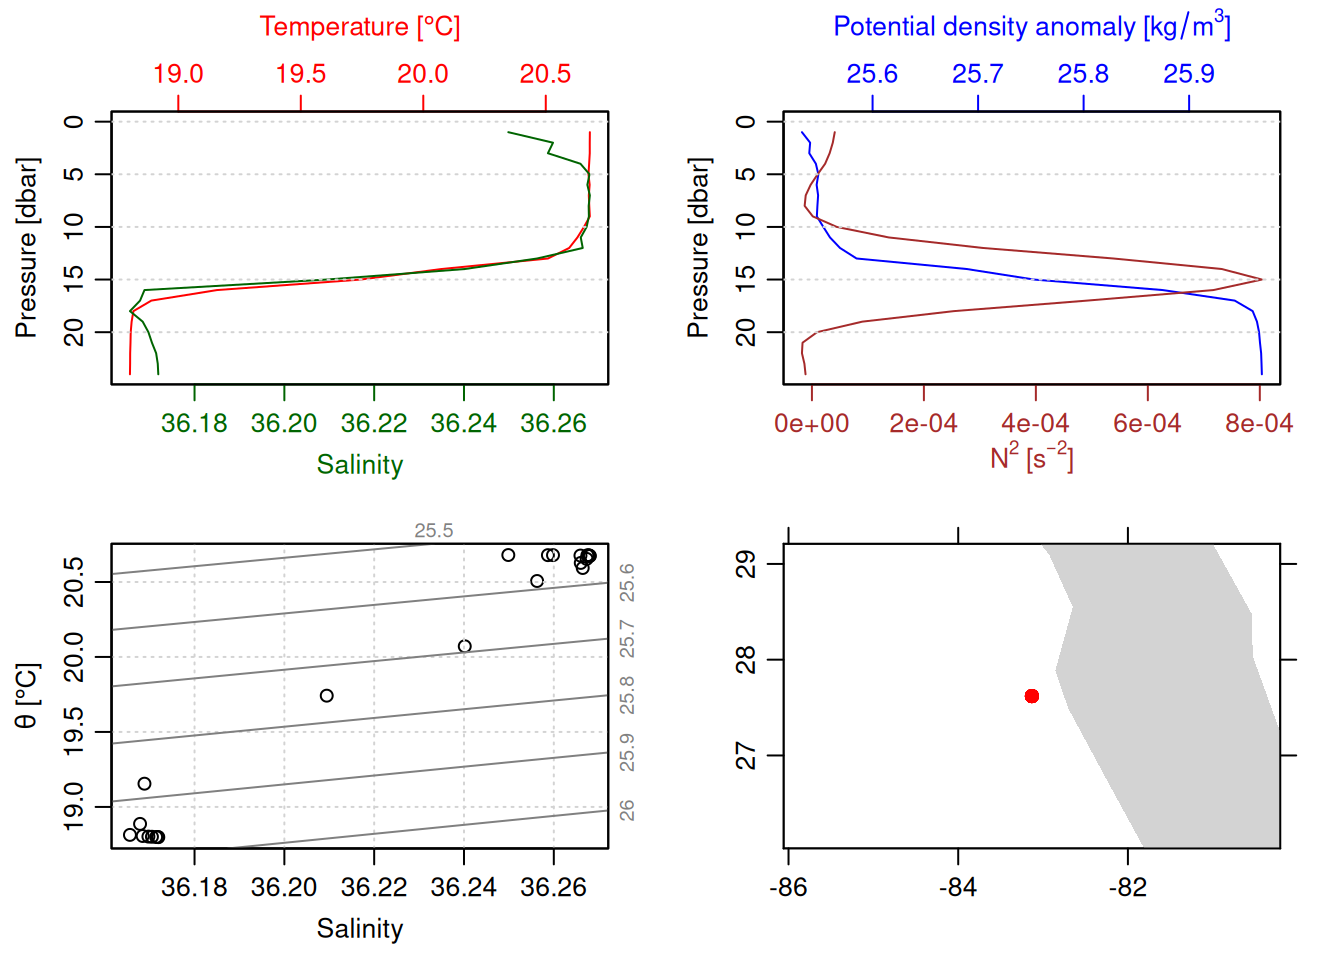 Temperature [°C]
19.0 19.5 20.0 20.5
Pressure [dbar]
0 5 10 15 20
36.18 36.20 36.22 36.24 36.26
Salinity
Potential density anomaly [kg/m³]
25.6 25.7 25.8 25.9
Pressure [dbar]
0 5 10 15 20
0e+00 2e-04 4e-04 6e-04 8e-04
N² [s⁻²]
25.5
θ [°C]
20.5 20.0 19.5 19.0
25.6 25.7 25.8 25.9 26
36.18 36.20 36.22 36.24 36.26
Salinity
29 28 27
-86 -84 -82